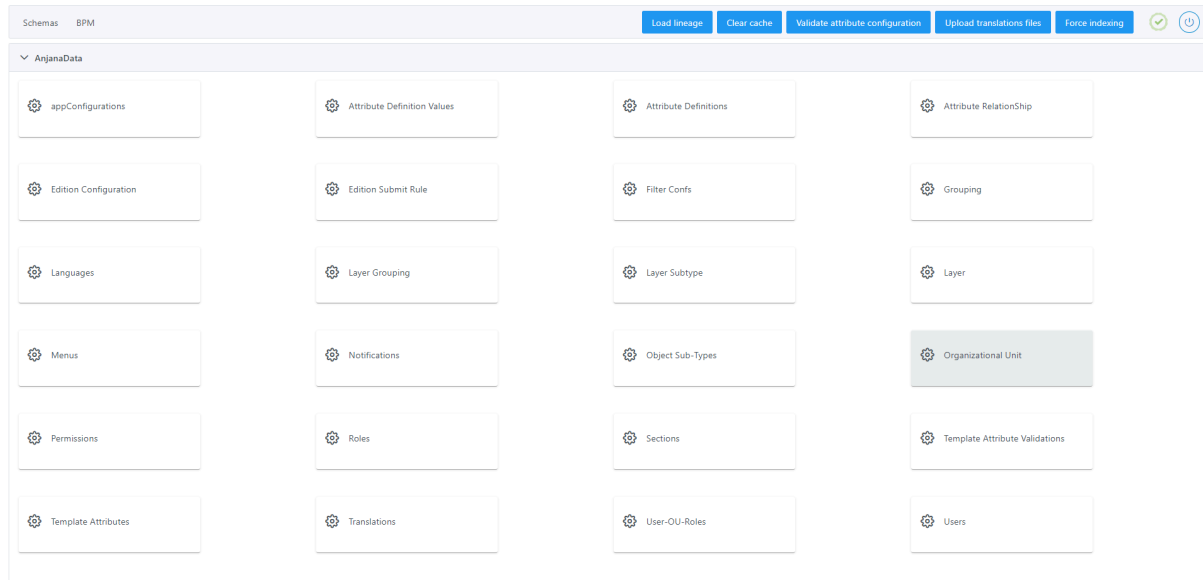 Schemas BPM Load lineage Clear cache Validate attribute configuration Upload translations files Force indexing
AnjanaData
appConfigurations Attribute Definition Values Attribute Definitions Attribute RelationShip
Edition Configuration Edition Submit Rule Filter Confs Grouping
Languages Layer Grouping Layer Subtype Layer
Menus Notifications Object Sub-Types Organizational Unit
Permissions Roles Sections Template Attribute Validations
Template Attributes Translations User-OU-Roles Users